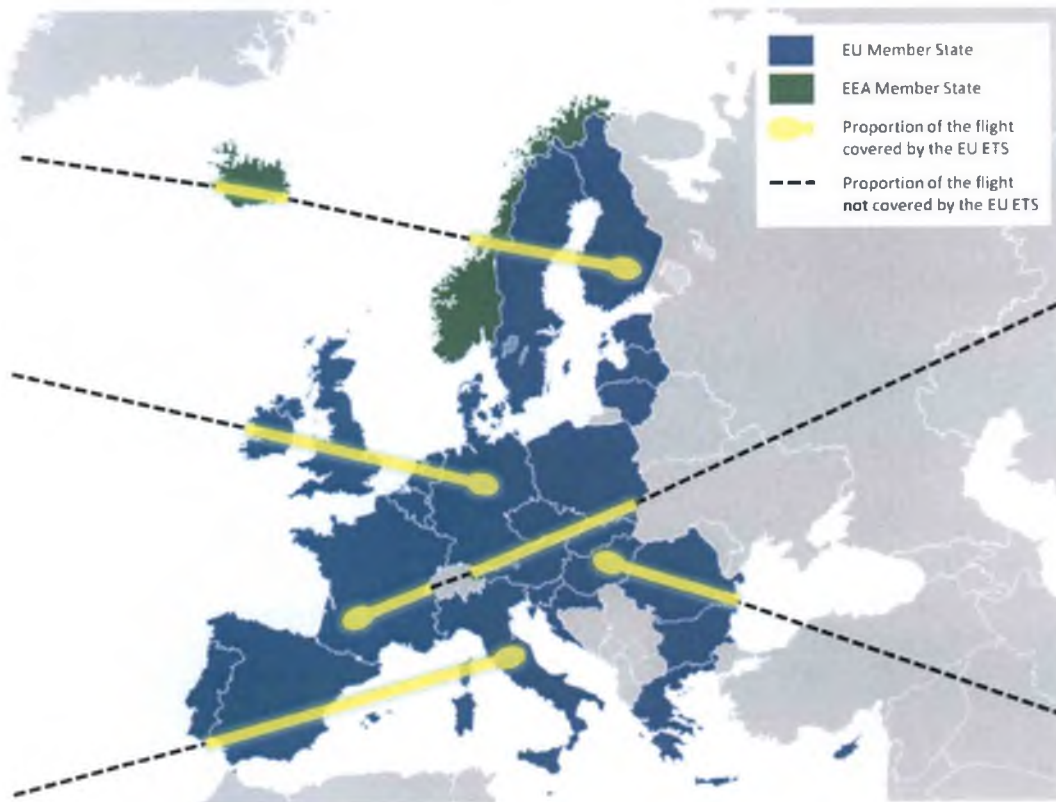 EU Member State
EEA Member State
Proportion of the flight
covered by the EU ETS
Proportion of the flight
not covered by the EU ETS